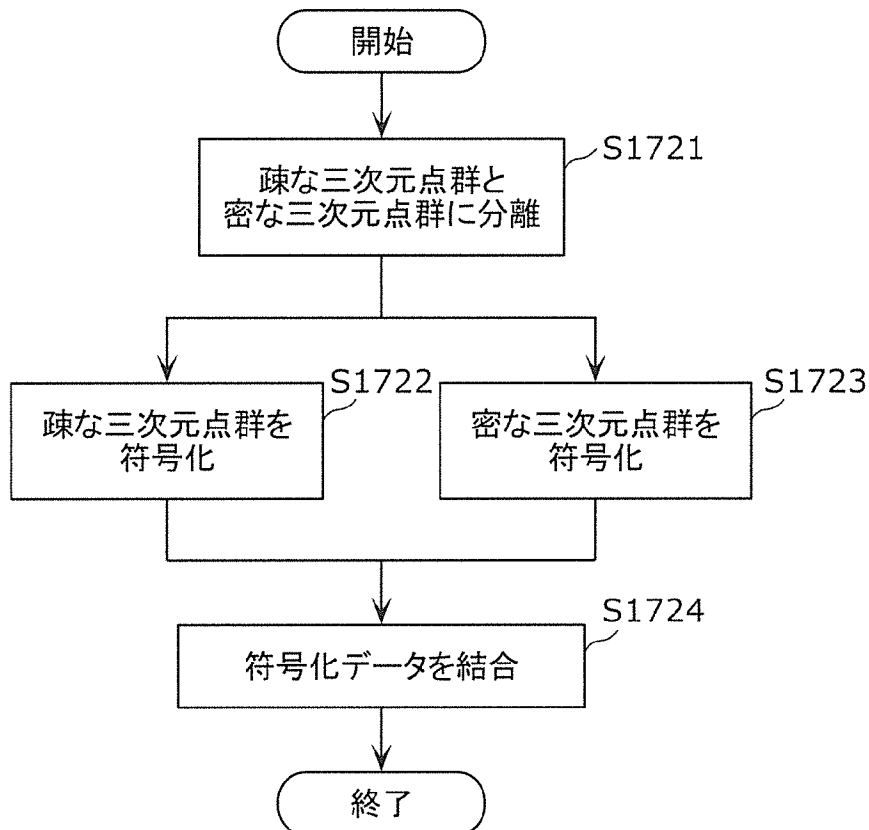 開始
S1721
疎な三次元点群と
密な三次元点群に分離
S1722
疎な三次元点群を
符号化
S1723
密な三次元点群を
符号化
S1724
符号化データを結合
終了